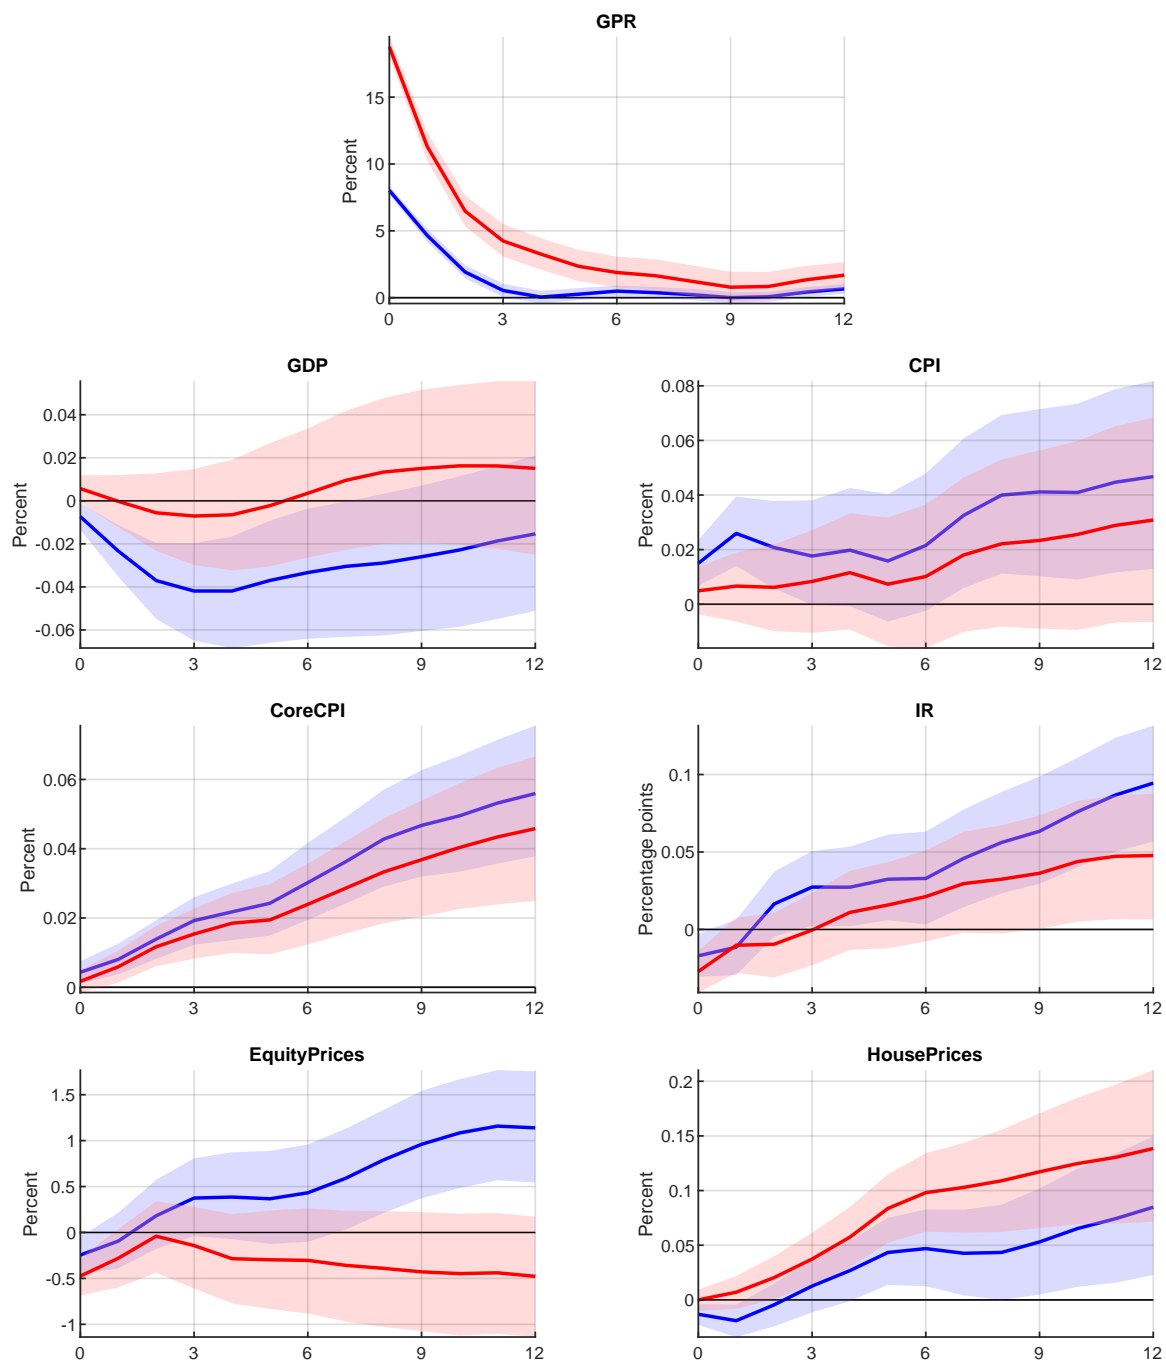 GPR
Percent
15
10
5
0
0 3 6 9 12
GDP
Percent
0.04
0.02
0
-0.02
-0.04
-0.06
0 3 6 9 12
CPI
Percent
0.08
0.06
0.04
0.02
0
0 3 6 9 12
CoreCPI
Percent
0.06
0.04
0.02
0
0 3 6 9 12
IR
Percentage points
0.1
0.05
0
0 3 6 9 12
EquityPrices
Percent
1.5
1
0.5
0
-0.5
-1
0 3 6 9 12
HousePrices
Percent
0.2
0.15
0.1
0.05
0
0 3 6 9 12